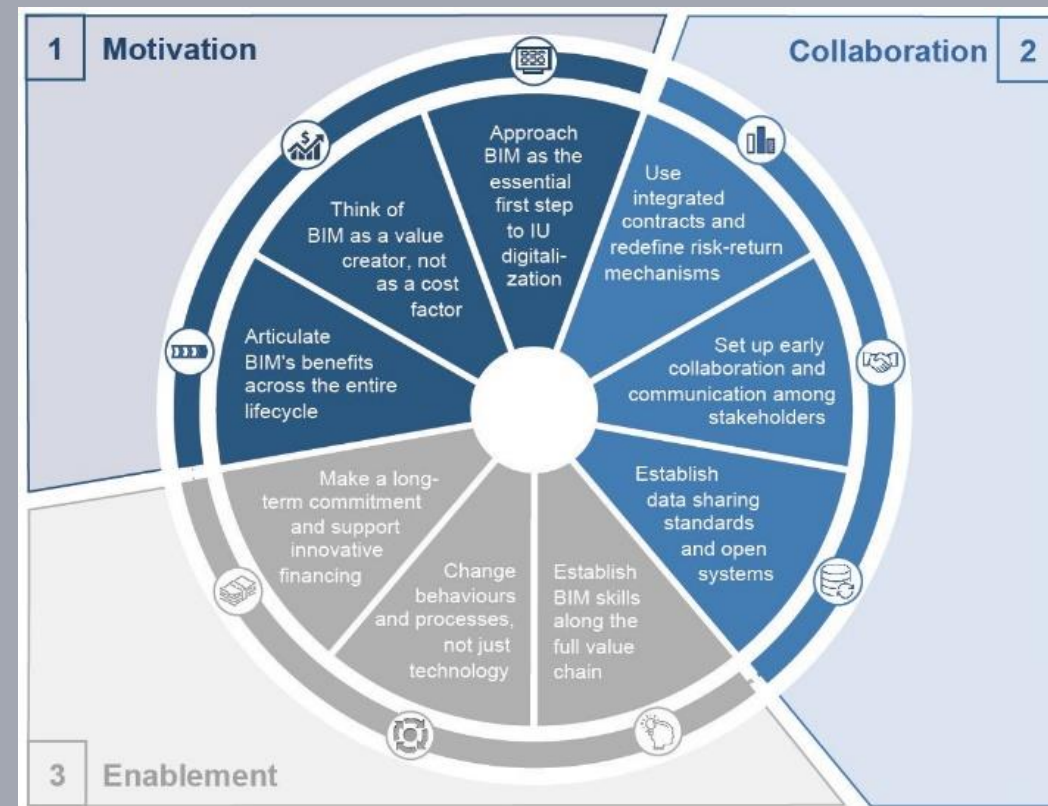 1 Motivation
Collaboration 2
Approach
BIM as the
essential
first step
to IU
digitali-
zation
Think of
BIM as a value
creator, not
as a cost
factor
Articulate
BIM's benefits
across the entire
lifecycle
Use
integrated
contracts and
redefine risk-return
mechanisms
Set up early
collaboration and
communication among
stakeholders
Establish
data sharing
standards
and open
systems
Make a long-
term commitment
and support
innovative
financing
Change
behaviours
and processes,
not just
technology
Establish
BIM skills
along the
full value
chain
3 Enablement
$